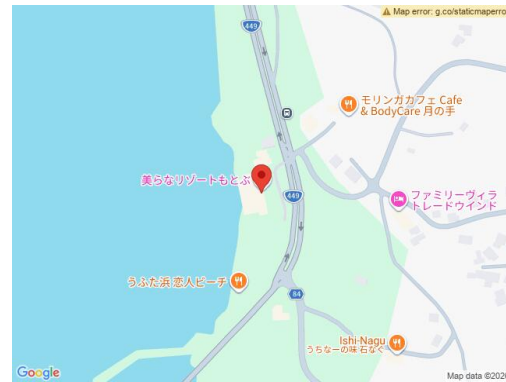 Map error: g.co/staticmaperro
449
モリンガカフェ Cafe
& BodyCare 月の手
美らなリゾートもとぶ
449
ファミリーヴィラ
トレードウインド
うふた浜 恋人ビーチ
84
Ishi-Nagu
うちなーの味 石なぐ
Google
Map data ©2020